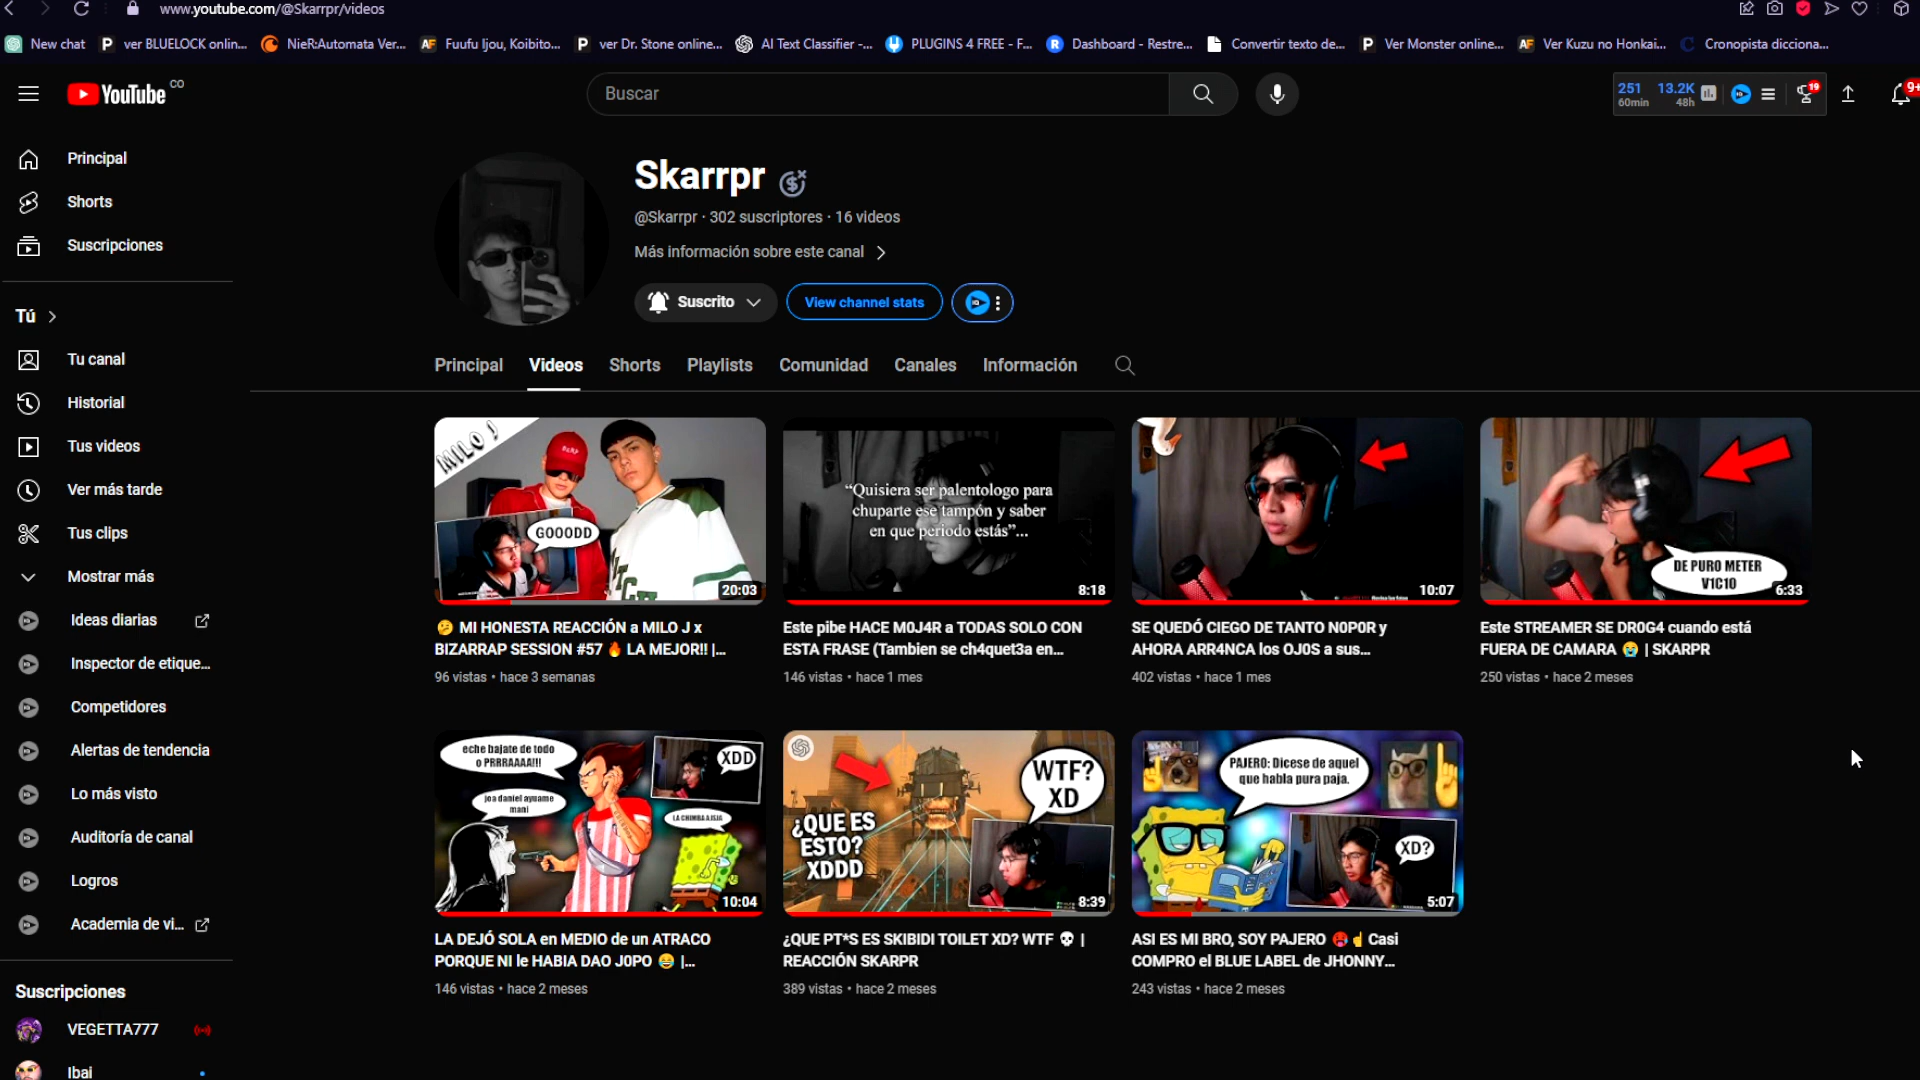 www.youtube.com/@Skarrpr/videos
New chat
ver BLUELOCK onlin...
NieR:Automata Ver...
Fuufu Ijou, Koibito...
ver Dr. Stone online...
AI Text Classifier -...
PLUGINS 4 FREE - F...
Dashboard - Restre...
Convertir texto de...
Ver Monster online...
Ver Kuzu no Honkai...
Cronopista dicciona...
YouTube CO
Buscar
251 60min
13.2K 48h
19
9+
Principal
Shorts
Suscripciones
Tú
Tu canal
Historial
Tus videos
Ver más tarde
Tus clips
Mostrar más
Ideas diarias
Inspector de etique...
Competidores
Alertas de tendencia
Lo más visto
Auditoría de canal
Logros
Academia de vi...
Suscripciones
VEGETTA777
Ibai
Skarrpr
@Skarrpr · 302 suscriptores · 16 videos
Más información sobre este canal
Suscrito
View channel stats
Principal
Videos
Shorts
Playlists
Comunidad
Canales
Información
MILO J
GOOODD
20:03
🤔 MI HONESTA REACCIÓN a MILO J x
BIZARRAP SESSION #57 🔥 LA MEJOR!! |...
96 vistas • hace 3 semanas
“Quisiera ser palentologo para
chuparte ese tampón y saber
en que periodo estás”...
8:18
Este pibe HACE M0J4R a TODAS SOLO CON
ESTA FRASE (Tambien se ch4quet3a en...
146 vistas • hace 1 mes
10:07
SE QUEDÓ CIEGO DE TANTO N0P0R y
AHORA ARR4NCA los OJ0S a sus...
402 vistas • hace 1 mes
DE PURO METER
V1C10
6:33
Este STREAMER SE DR0G4 cuando está
FUERA DE CAMARA 😭 | SKARPR
250 vistas • hace 2 meses
eche bajate de todo
o PRRRAAAA!!!
joa daniel ayuame
mani
XDD
LA CHIMBA A ISJA
10:04
LA DEJÓ SOLA en MEDIO de un ATRACO
PORQUE NI le HABIA DAO J0PO 😂 |...
146 vistas • hace 2 meses
WTF?
XD
¿QUE ES
ESTO?
XDDD
8:39
¿QUE PT*S ES SKIBIDI TOILET XD? WTF 💀 |
REACCIÓN SKARPR
389 vistas • hace 2 meses
PAJERO: Dicese de aquel
que habla pura paja.
XD?
5:07
ASI ES MI BRO, SOY PAJERO 🥵☝️ Casi
COMPRO el BLUE LABEL de JHONNY...
243 vistas • hace 2 meses